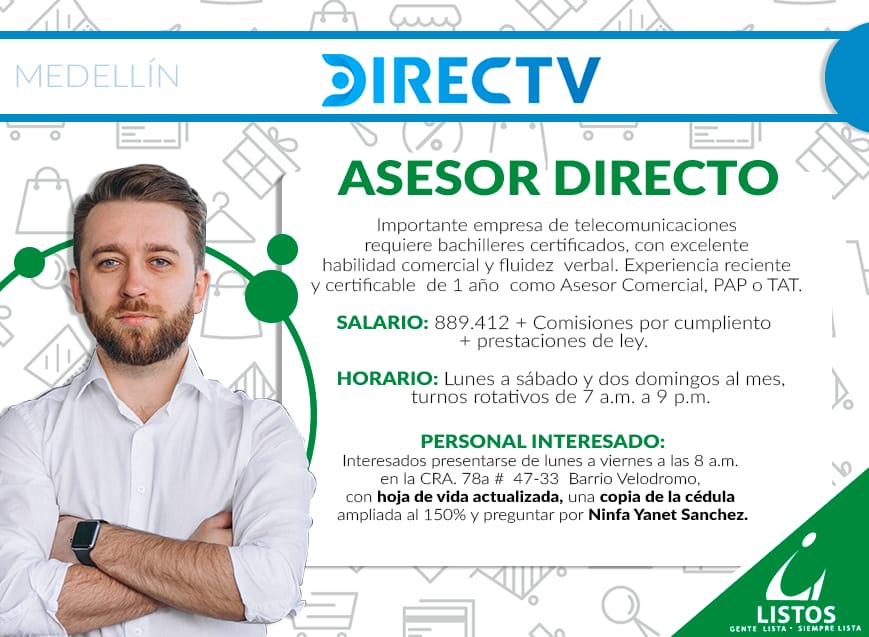 MEDELLÍN
DIRECTV
ASESOR DIRECTO
Importante empresa de telecomunicaciones
requiere bachilleres certificados, con excelente
habilidad comercial y fluidez verbal. Experiencia reciente
y certificable de 1 año como Asesor Comercial, PAP o TAT.
SALARIO: 889.412 + Comisiones por cumpliento
+ prestaciones de ley.
HORARIO: Lunes a sábado y dos domingos al mes,
turnos rotativos de 7 a.m. a 9 p.m.
PERSONAL INTERESADO:
Interesados presentarse de lunes a viernes a las 8 a.m.
en la CRA. 78a # 47-33 Barrio Velodromo,
con hoja de vida actualizada, una copia de la cédula
ampliada al 150% y preguntar por Ninfa Yanet Sanchez.
LISTOS
GENTE LISTA • SIEMPRE LISTA